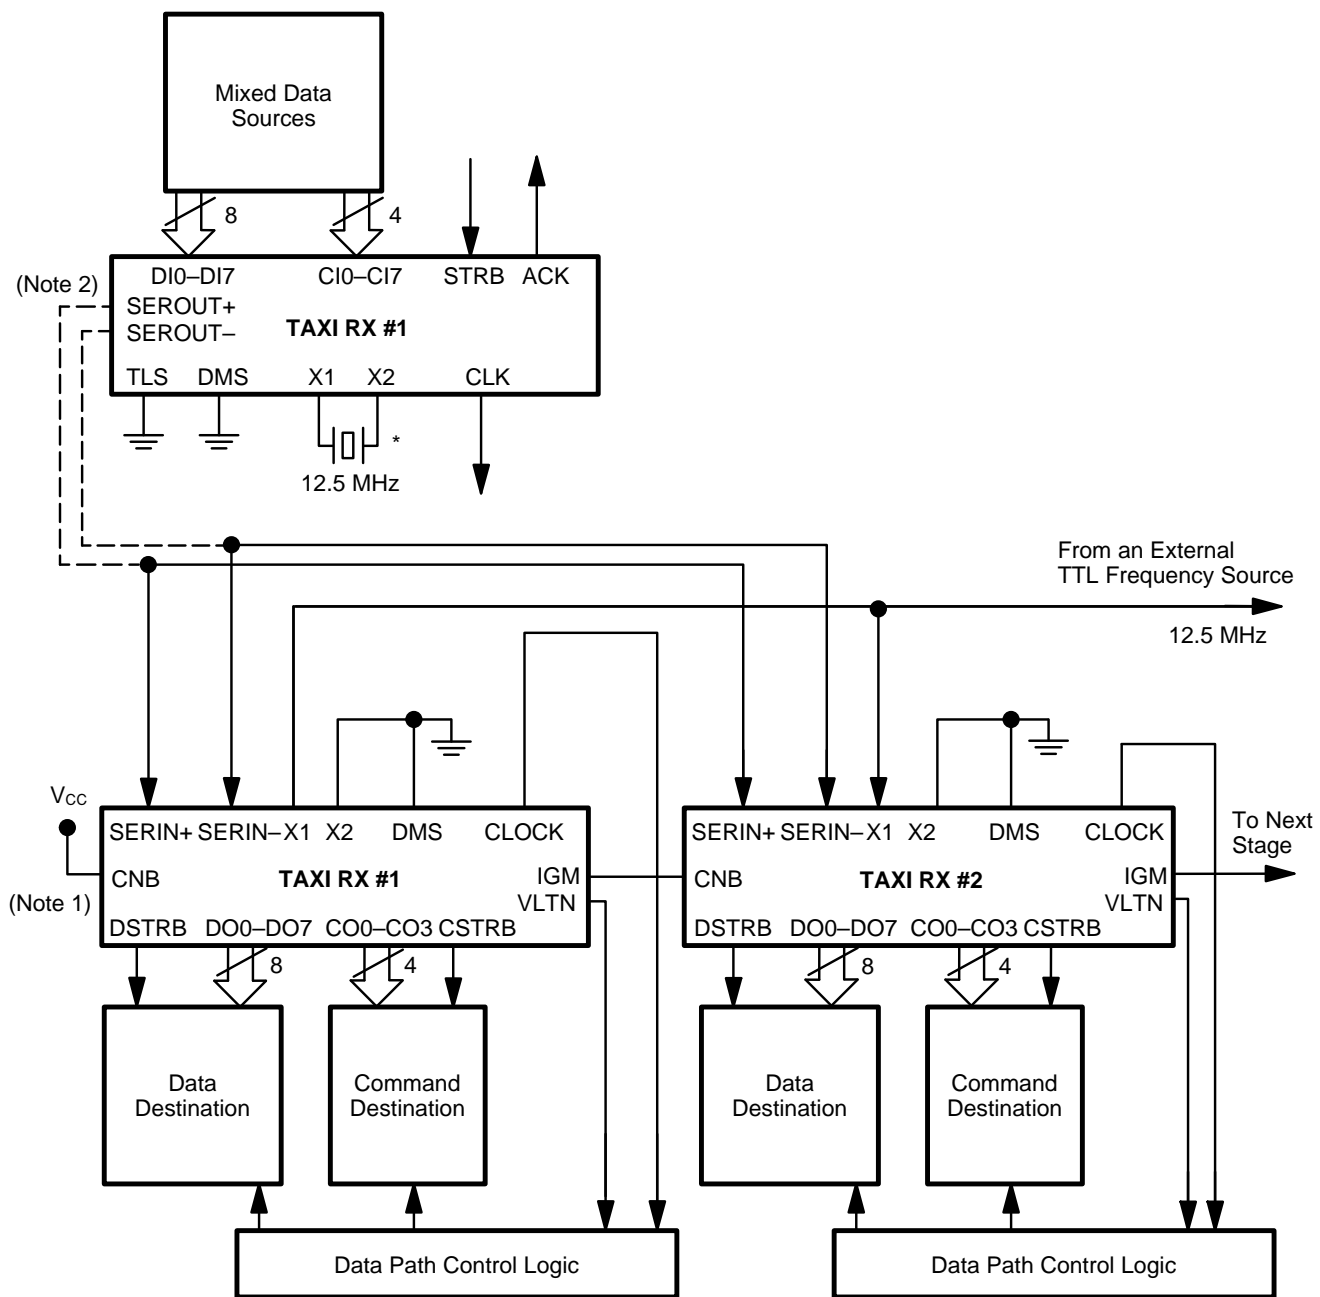 Mixed Data
Sources
8
4
(Note 2)
DI0–DI7 CI0–CI7 STRB ACK
SEROUT+
SEROUT–
TAXI RX #1
TLS DMS X1 X2 CLK
*
12.5 MHz
From an External
TTL Frequency Source
12.5 MHz
VCC
SERIN+ SERIN– X1 X2 DMS CLOCK
CNB TAXI RX #1 IGM
VLTN
(Note 1)
DSTRB DO0–DO7 CO0–CO3 CSTRB
8
4
SERIN+ SERIN– X1 X2 DMS CLOCK
CNB TAXI RX #2 IGM
VLTN
DSTRB DO0–DO7 CO0–CO3 CSTRB
8
4
To Next
Stage
Data
Destination
Command
Destination
Data
Destination
Command
Destination
Data Path Control Logic
Data Path Control Logic